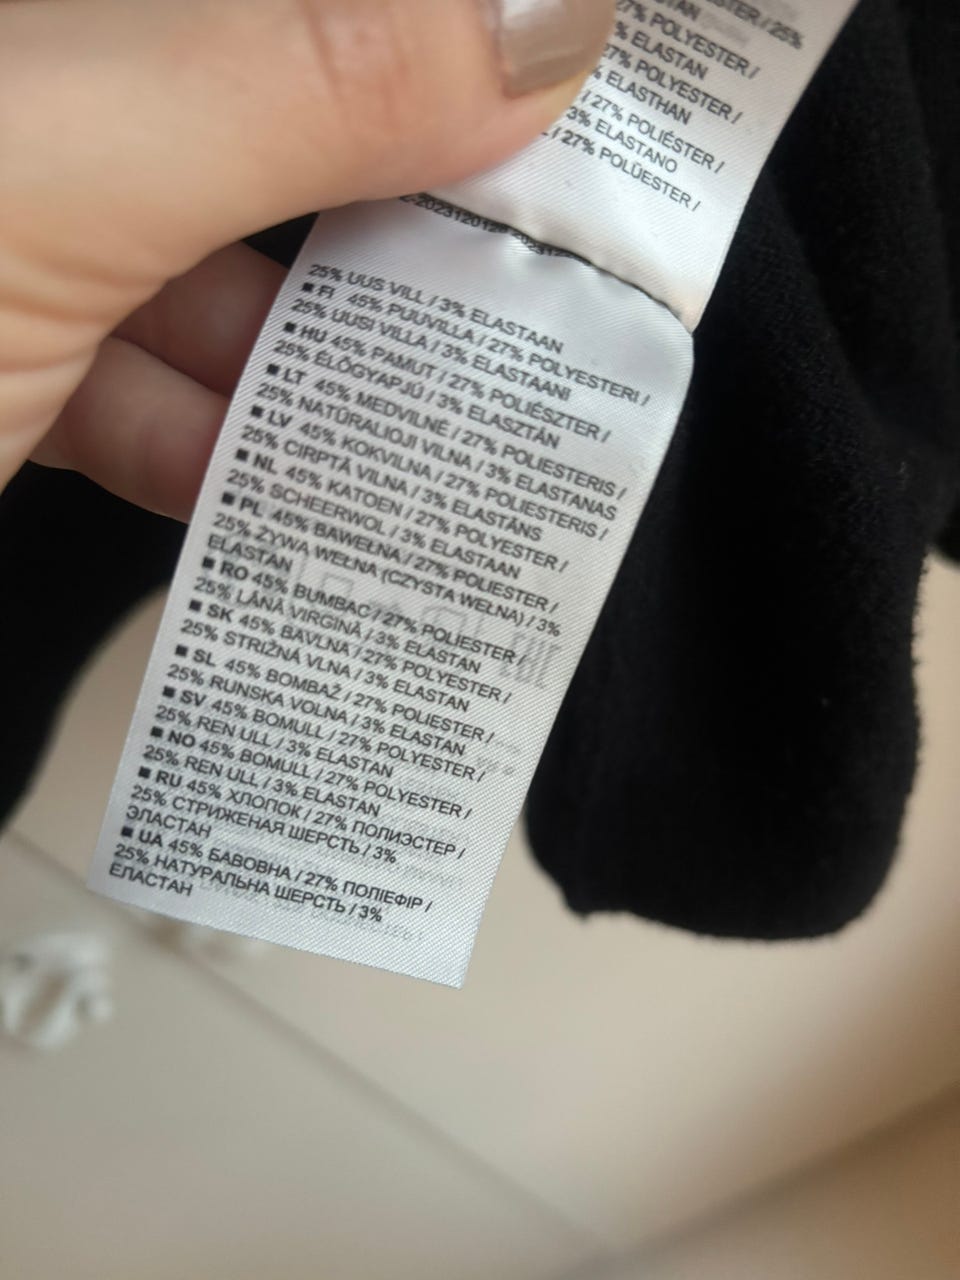 25%
27% POLYESTER /
% ELASTAN
27% POLYESTER /
% ELASTHAN
/ 27% POLIÉSTER /
3% ELASTANO
/ 27% POLÜESTER /
25% UUS VILL / 3% ELASTAAN
■ FI 45% PUUVILLA / 27% POLYESTERI /
25% UUSI VILLA / 3% ELASTAANI
■ HU 45% PAMUT / 27% POLIÉSZTER /
25% ÉLŐGYAPJÚ / 3% ELASZTÁN
■ LT 45% MEDVILNĖ / 27% POLIESTERIS /
25% NATŪRALIOJI VILNA / 3% ELASTANAS
■ LV 45% KOKVILNA / 27% POLIESTERIS /
25% CIRPTĀ VILNA / 3% ELASTĀNS
■ NL 45% KATOEN / 27% POLYESTER /
25% SCHEERWOL / 3% ELASTAAN
■ PL 45% BAWEŁNA / 27% POLIESTER /
25% ŻYWA WEŁNA (CZYSTA WEŁNA) / 3%
ELASTAN
■ RO 45% BUMBAC / 27% POLIESTER /
25% LÂNĂ VIRGINĂ / 3% ELASTAN
■ SK 45% BAVLNA / 27% POLYESTER /
25% STRIŽNÁ VLNA / 3% ELASTAN
■ SL 45% BOMBAŽ / 27% POLIESTER /
25% RUNSKA VOLNA / 3% ELASTAN
■ SV 45% BOMULL / 27% POLYESTER /
25% REN ULL / 3% ELASTAN
■ NO 45% BOMULL / 27% POLYESTER /
25% REN ULL / 3% ELASTAN
■ RU 45% ХЛОПОК / 27% ПОЛИЭСТЕР /
25% СТРИЖЕНАЯ ШЕРСТЬ / 3%
ЭЛАСТАН
■ UA 45% БАВОВНА / 27% ПОЛІЕФІР /
25% НАТУРАЛЬНА ШЕРСТЬ / 3%
ЕЛАСТАН